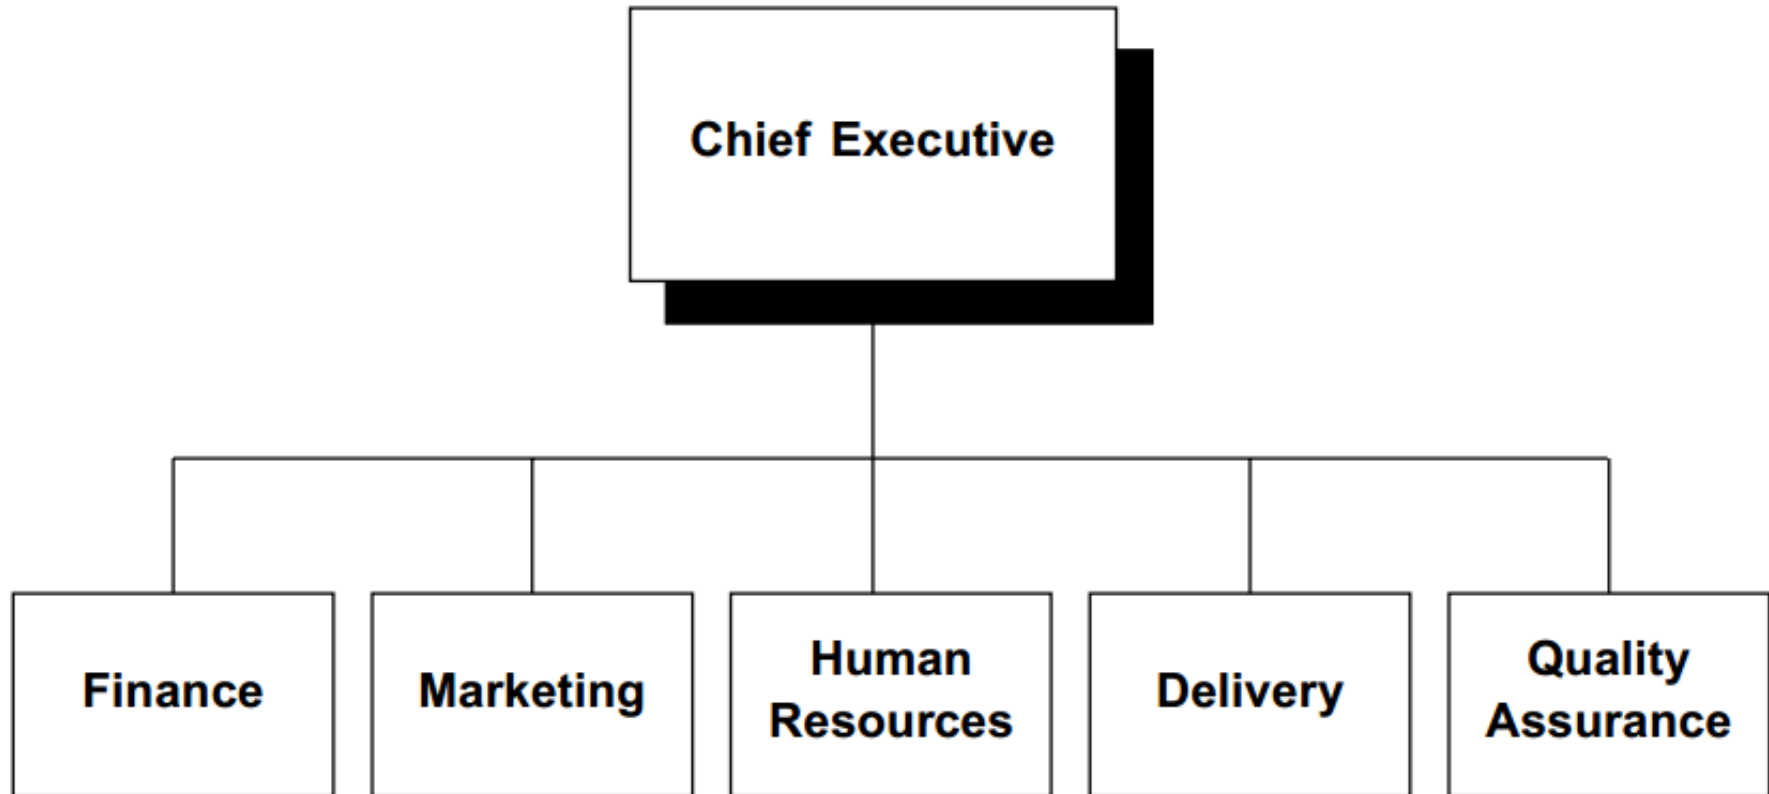 Chief Executive
Finance
Marketing
Human
Resources
Delivery
Quality
Assurance